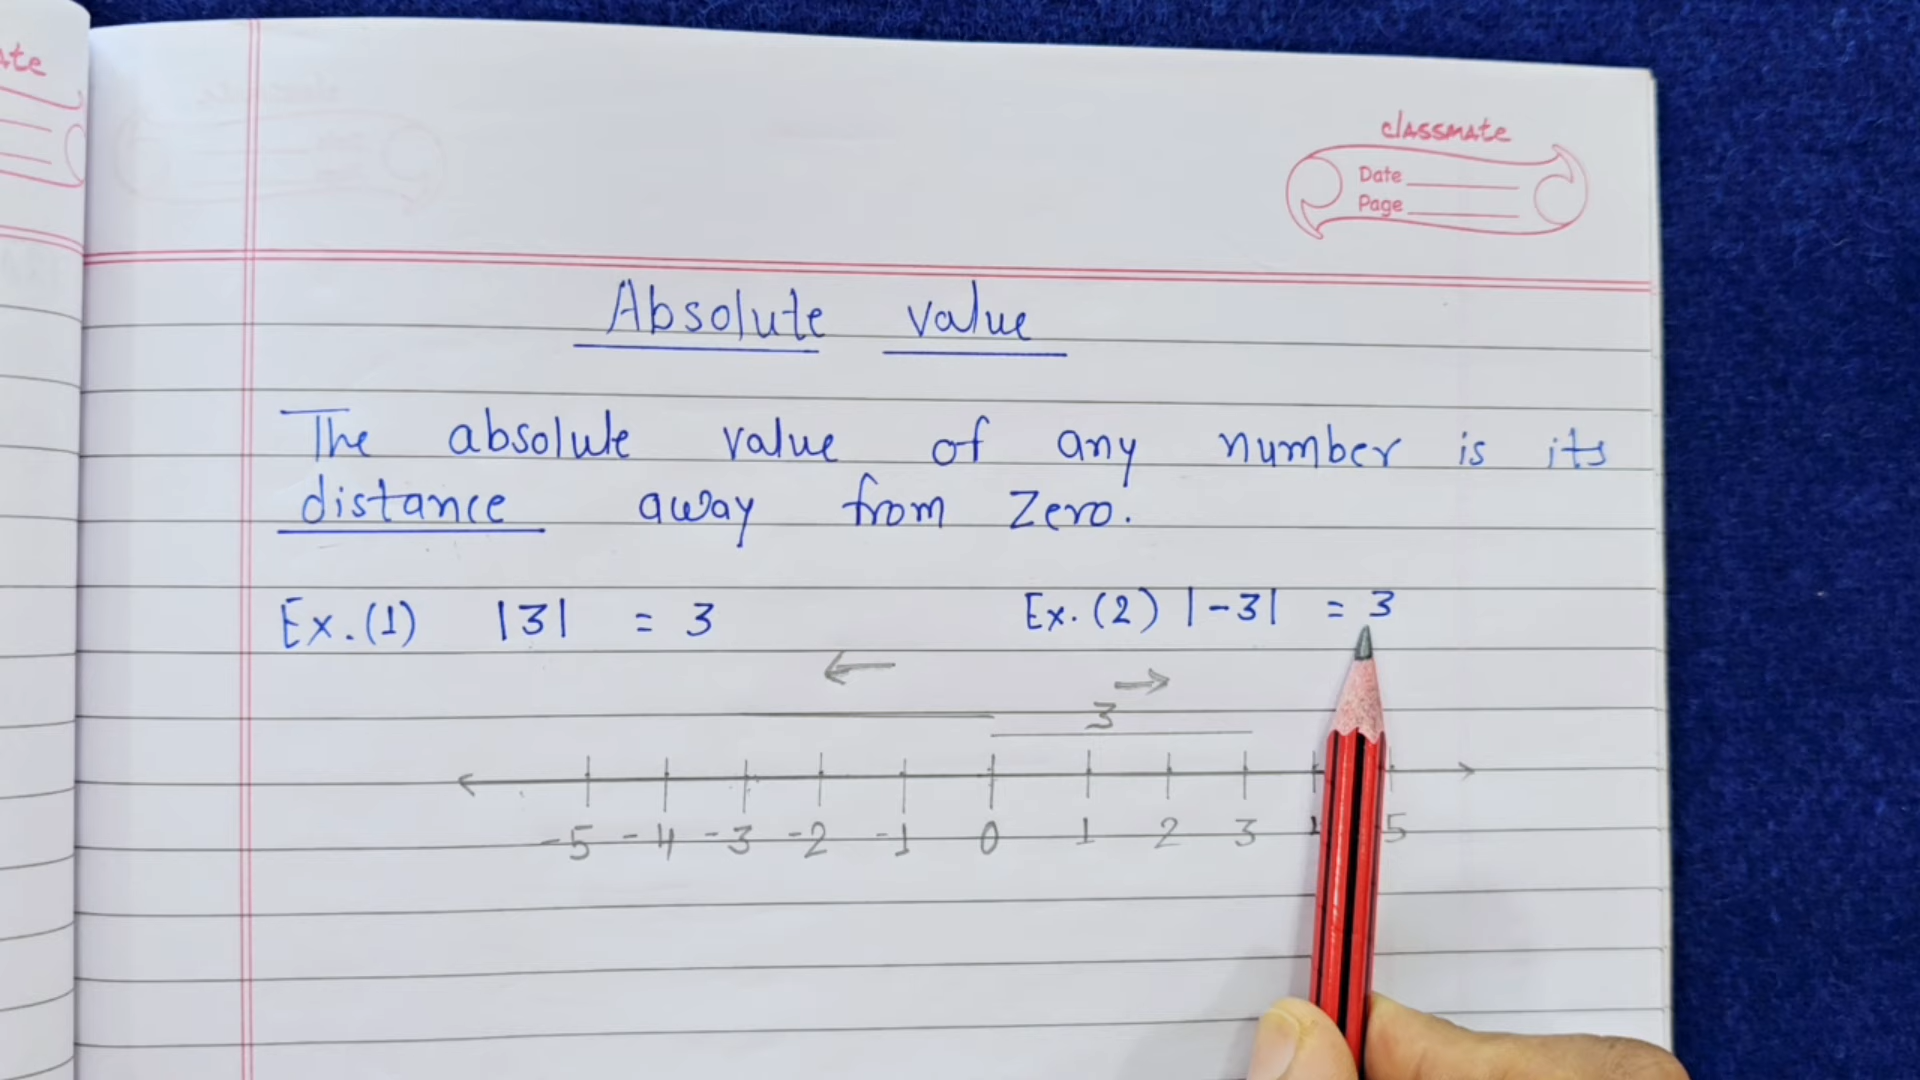 ate
classmate
Date
Page
Absolute value
The absolute value of any number is its
distance away from Zero.
Ex.(1) |3| = 3
Ex.(2) |-3| = 3
3
-5 -4 -3 -2 -1 0 1 2 3 5